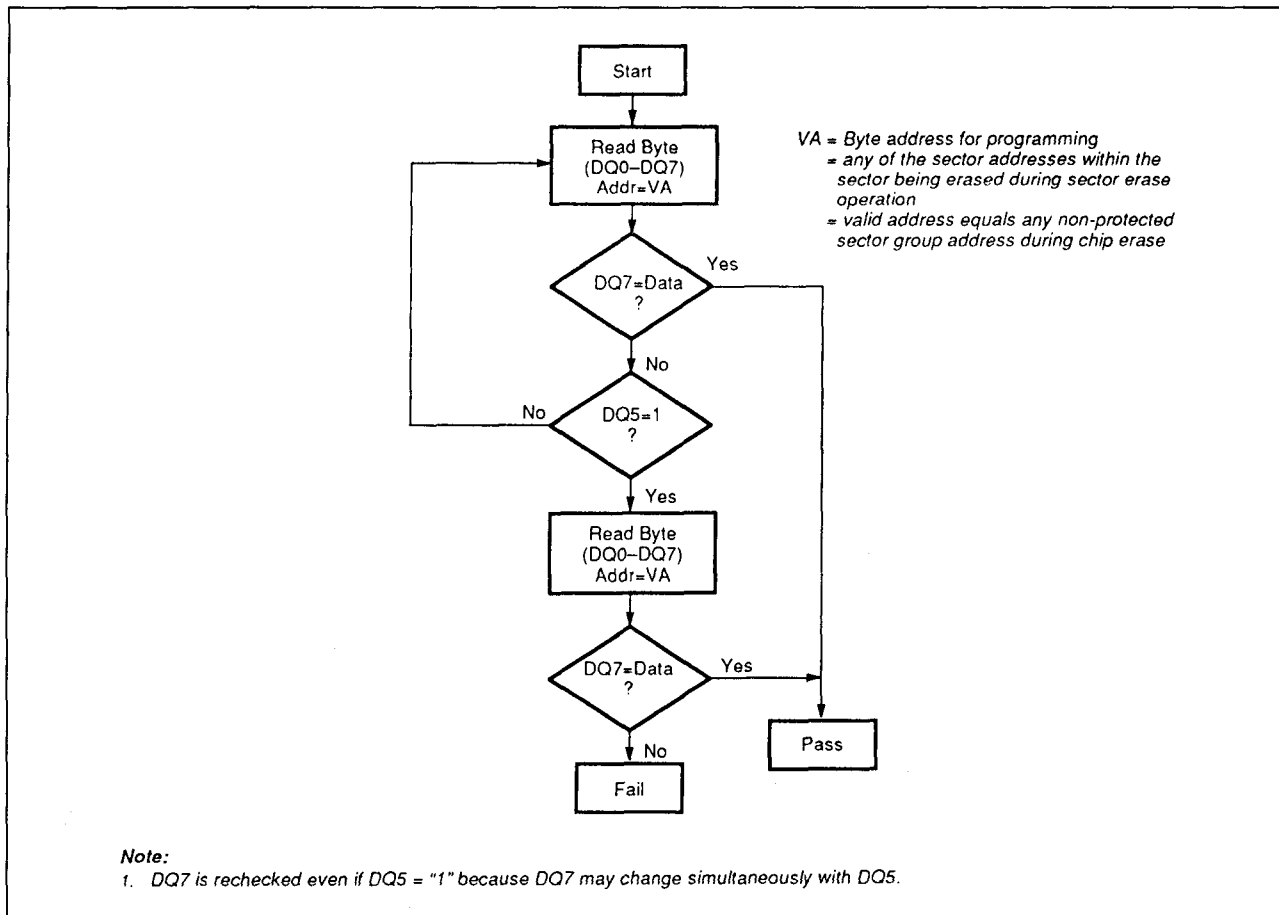 Start
Read Byte
(DQ0–DQ7)
Addr=VA
VA = Byte address for programming
= any of the sector addresses within the
sector being erased during sector erase
operation
= valid address equals any non-protected
sector group address during chip erase
DQ7=Data
?
Yes
No
DQ5=1
?
No
Yes
Read Byte
(DQ0–DQ7)
Addr=VA
DQ7=Data
?
Yes
No
Pass
Fail
Note:
1. DQ7 is rechecked even if DQ5 = "1" because DQ7 may change simultaneously with DQ5.